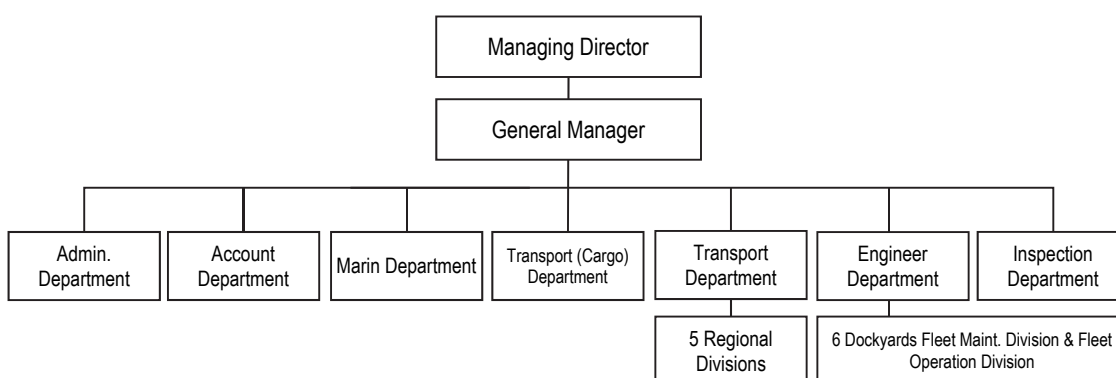 Managing Director
General Manager
Admin.
Department
Account
Department
Marin Department
Transport (Cargo)
Department
Transport
Department
Engineer
Department
Inspection
Department
5 Regional
Divisions
6 Dockyards Fleet Maint. Division & Fleet
Operation Division